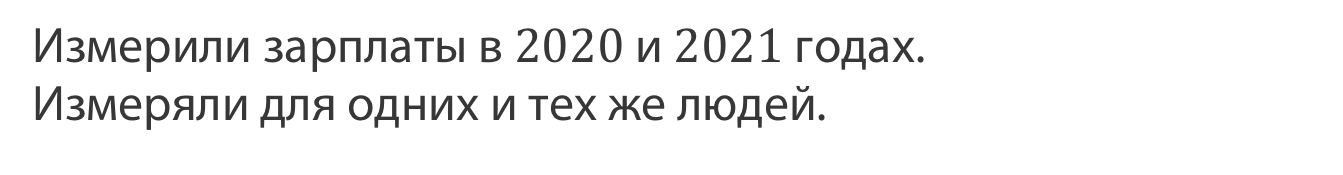 Измерили зарплаты в 2020 и 2021 годах.
Измеряли для одних и тех же людей.